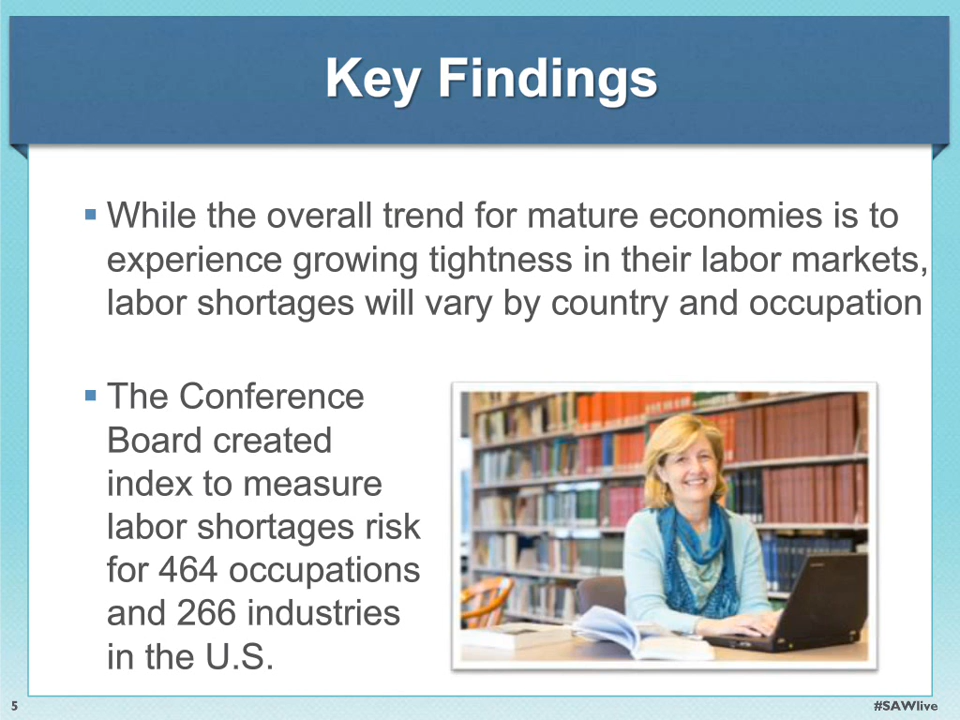 Key Findings
▪ While the overall trend for mature economies is to
experience growing tightness in their labor markets,
labor shortages will vary by country and occupation
▪ The Conference
Board created
index to measure
labor shortages risk
for 464 occupations
and 266 industries
in the U.S.
5
#SAWlive